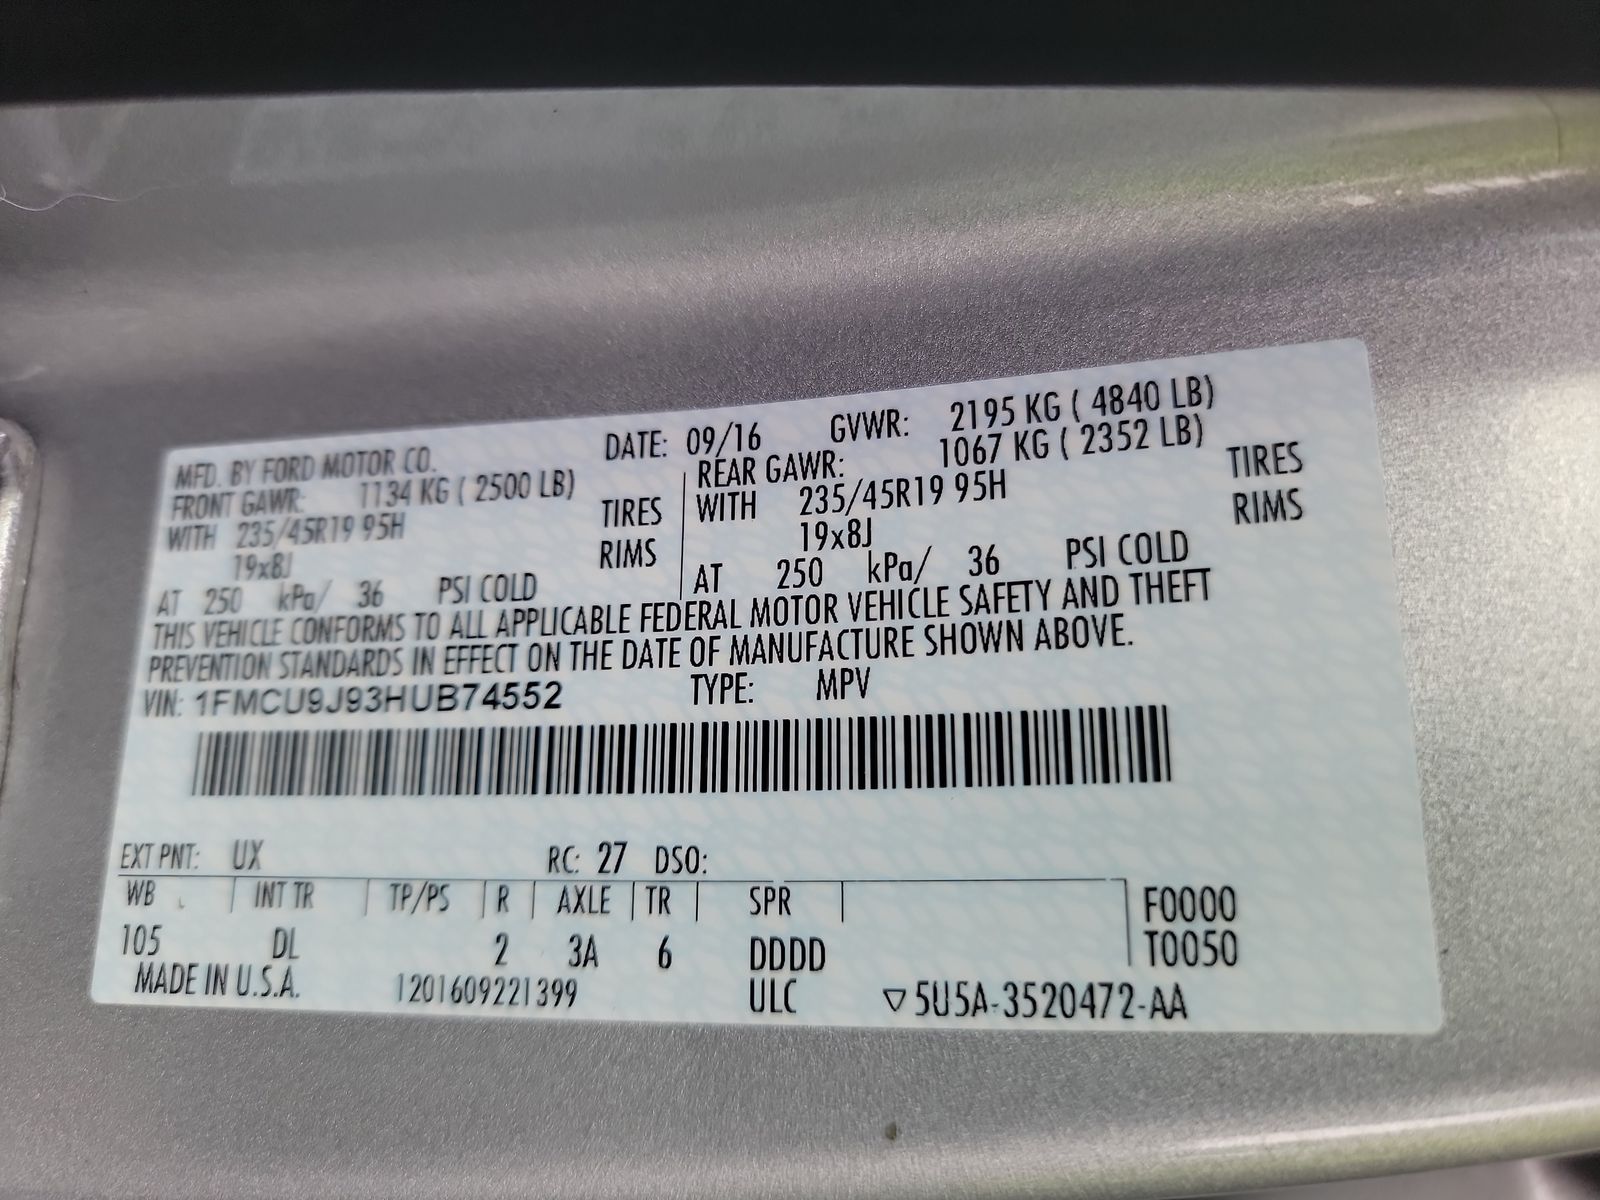 MFD. BY FORD MOTOR CO. DATE: 09/16 GVWR: 2195 KG ( 4840 LB)
FRONT GAWR: 1134 KG ( 2500 LB) REAR GAWR: 1067 KG ( 2352 LB)
WITH 235/45R19 95H TIRES WITH 235/45R19 95H TIRES
19x8J RIMS 19x8J RIMS
AT 250 kPa/ 36 PSI COLD AT 250 kPa/ 36 PSI COLD
THIS VEHICLE CONFORMS TO ALL APPLICABLE FEDERAL MOTOR VEHICLE SAFETY AND THEFT
PREVENTION STANDARDS IN EFFECT ON THE DATE OF MANUFACTURE SHOWN ABOVE.
VIN: 1FMCU9J93HUB74552 TYPE: MPV
EXT PNT: UX RC: 27 DSO:
WB INT TR TP/PS R AXLE TR SPR F0000
105 DL 2 3A 6 DDDD T0050
MADE IN U.S.A. 1201609221399 ULC ▽5U5A-3520472-AA